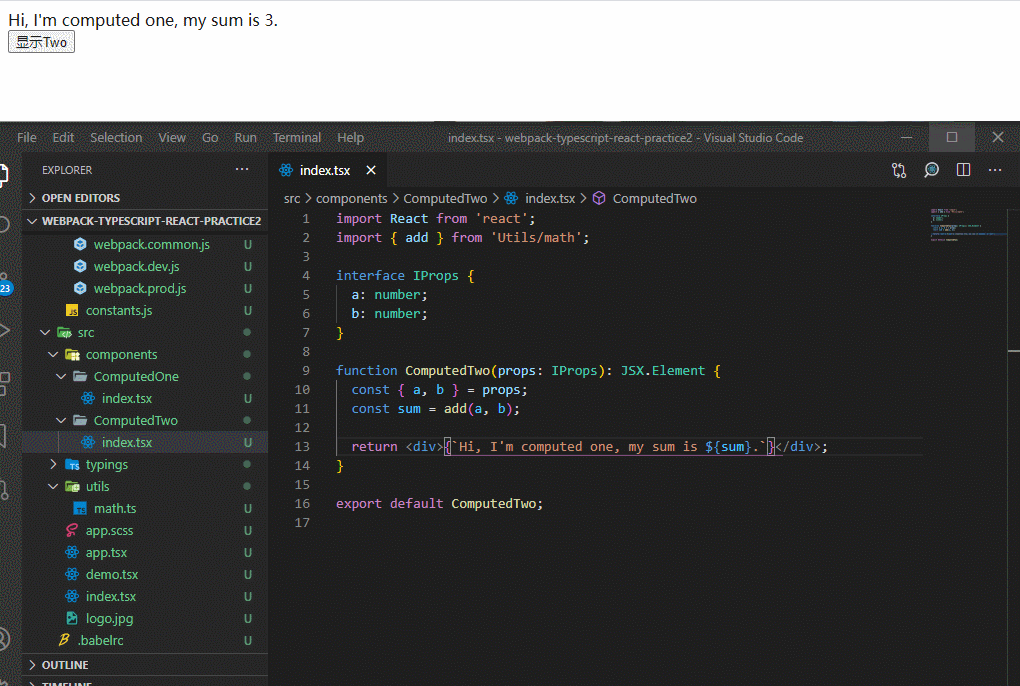 Hi, I'm computed one, my sum is 3.
显示Two
File Edit Selection View Go Run Terminal Help index.tsx - webpack-typescript-react-practice2 - Visual Studio Code
EXPLORER
OPEN EDITORS
WEBPACK-TYPESCRIPT-REACT-PRACTICE2
webpack.common.js U
webpack.dev.js U
webpack.prod.js U
JS constants.js U
src
components
ComputedOne
index.tsx U
ComputedTwo
index.tsx U
TS typings
utils
TS math.ts U
app.scss U
app.tsx U
demo.tsx U
index.tsx U
logo.jpg U
.babelrc U
OUTLINE
TIMELINE
23
index.tsx
src > components > ComputedTwo > index.tsx > ComputedTwo
1 import React from 'react';
2 import { add } from 'Utils/math';
3
4 interface IProps {
5 a: number;
6 b: number;
7 }
8
9 function ComputedTwo(props: IProps): JSX.Element {
10 const { a, b } = props;
11 const sum = add(a, b);
12
13 return <div>{`Hi, I'm computed one, my sum is ${sum}.`}</div>;
14 }
15
16 export default ComputedTwo;
17